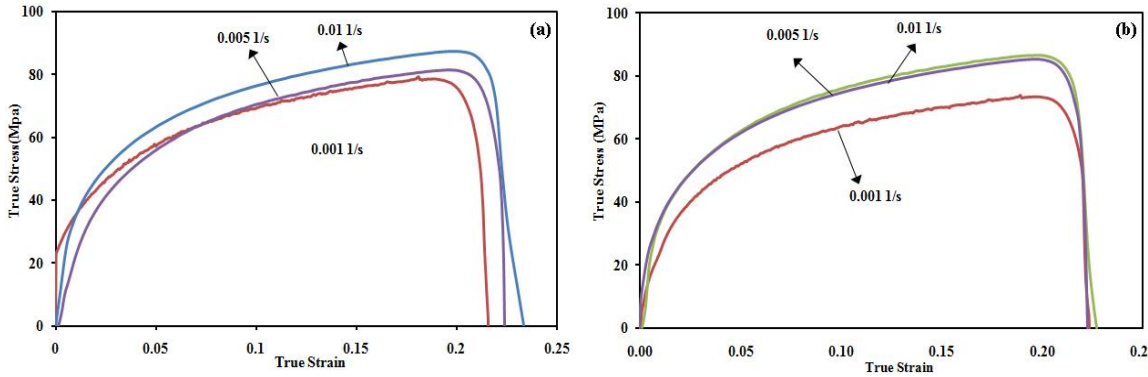 100
(a)
0.01 1/s
0.005 1/s
80
60
0.001 1/s
40
20
0
0
0.05
0.1
0.15
0.2
0.25
True Stress(Mpa)
True Strain
100
(b)
0.005 1/s
0.01 1/s
80
60
0.001 1/s
40
20
0
0.00
0.05
0.10
0.15
0.20
0.2
True Stress (MPa)
True Strain